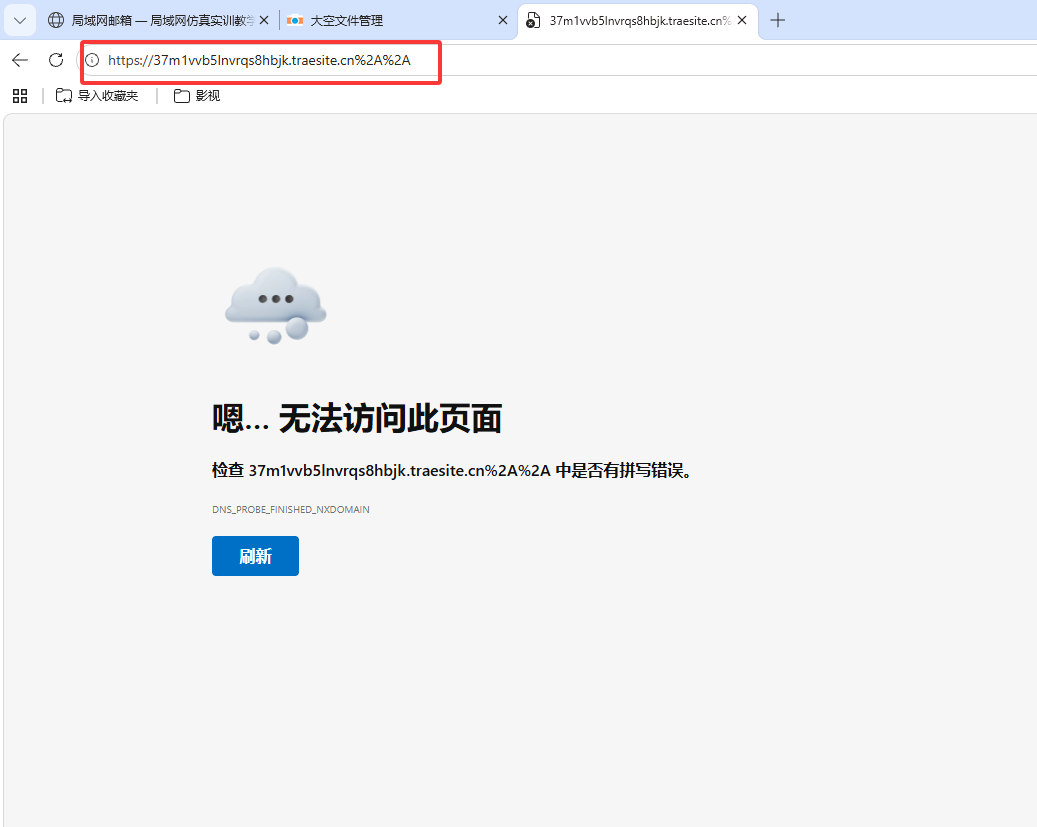 局域网邮箱 — 局域网仿真实训教学
大空文件管理
37m1vvb5lnvrqs8hbjk.traesite.cn%
https://37m1vvb5lnvrqs8hbjk.traesite.cn%2A%2A
导入收藏夹
影视
嗯… 无法访问此页面
检查 37m1vvb5lnvrqs8hbjk.traesite.cn%2A%2A 中是否有拼写错误。
DNS_PROBE_FINISHED_NXDOMAIN
刷新